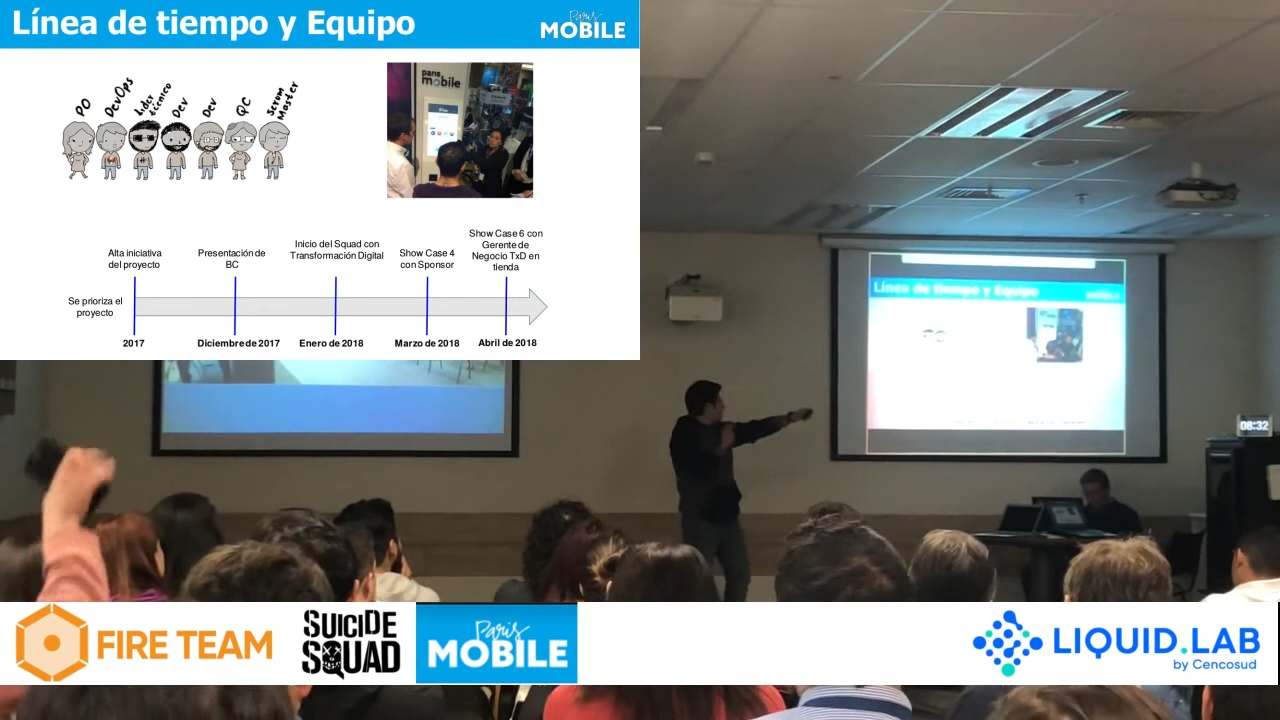 Línea de tiempo y Equipo
Paris
MOBILE
PO
DevOps
Líder
técnico
Dev
Dev
QC
Scrum
Master
paris
mobile
Alta iniciativa
del proyecto
Presentación de
BC
Inicio del Squad con
Transformación Digital
Show Case 4
con Sponsor
Show Case 6 con
Gerente de
Negocio TxD en
tienda
Se prioriza el
proyecto
2017
Diciembre de 2017
Enero de 2018
Marzo de 2018
Abril de 2018
Línea de tiempo y Equipo
08:32
FIRE TEAM
SUICIDE
SQUAD
Paris
MOBILE
LIQUID.LAB
by Cencosud